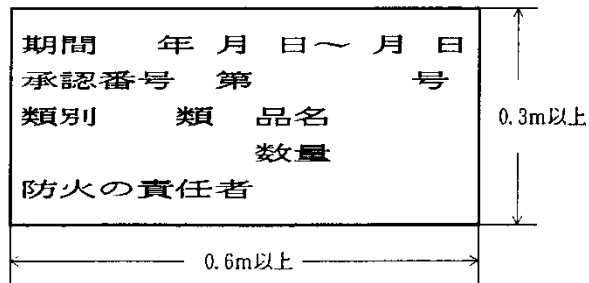 期間　　年　月　日～　月　日
承認番号　第　　　　　号
類別　　類　品名
数量
防火の責任者
0.3m以上
0.6m以上